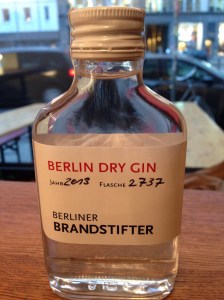 BERLIN DRY GIN
JAHR 2013 FLASCHE 2737
BERLINER
BRANDSTIFTER